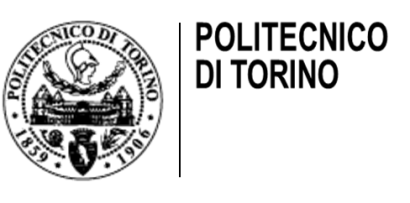 POLITECNICO DI TORINO
1859 * 1906
POLITECNICO
DI TORINO